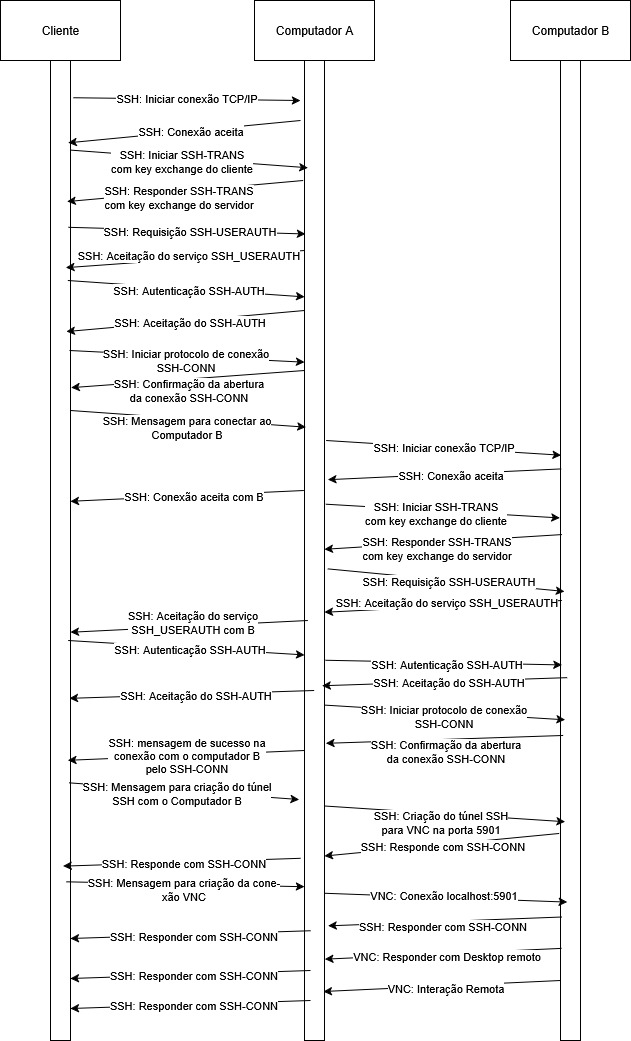 Cliente
Computador A
Computador B
SSH: Iniciar conexão TCP/IP
SSH: Conexão aceita
SSH: Iniciar SSH-TRANS
com key exchange do cliente
SSH: Responder SSH-TRANS
com key exchange do servidor
SSH: Requisição SSH-USERAUTH
SSH: Aceitação do serviço SSH_USERAUTH
SSH: Autenticação SSH-AUTH
SSH: Aceitação do SSH-AUTH
SSH: Iniciar protocolo de conexão
SSH-CONN
SSH: Confirmação da abertura
da conexão SSH-CONN
SSH: Mensagem para conectar ao
Computador B
SSH: Iniciar conexão TCP/IP
SSH: Conexão aceita
SSH: Conexão aceita com B
SSH: Iniciar SSH-TRANS
com key exchange do cliente
SSH: Responder SSH-TRANS
com key exchange do servidor
SSH: Requisição SSH-USERAUTH
SSH: Aceitação do serviço SSH_USERAUTH
SSH: Aceitação do serviço
SSH_USERAUTH com B
SSH: Autenticação SSH-AUTH
SSH: Autenticação SSH-AUTH
SSH: Aceitação do SSH-AUTH
SSH: Aceitação do SSH-AUTH
SSH: Iniciar protocolo de conexão
SSH-CONN
SSH: Confirmação da abertura
da conexão SSH-CONN
SSH: mensagem de sucesso na
conexão com o computador B
pelo SSH-CONN
SSH: Mensagem para criação do túnel
SSH com o Computador B
SSH: Criação do túnel SSH
para VNC na porta 5901
SSH: Responde com SSH-CONN
SSH: Responde com SSH-CONN
SSH: Mensagem para criação da cone-
xão VNC
VNC: Conexão localhost:5901
SSH: Responder com SSH-CONN
SSH: Responder com SSH-CONN
VNC: Responder com Desktop remoto
SSH: Responder com SSH-CONN
VNC: Interação Remota
SSH: Responder com SSH-CONN